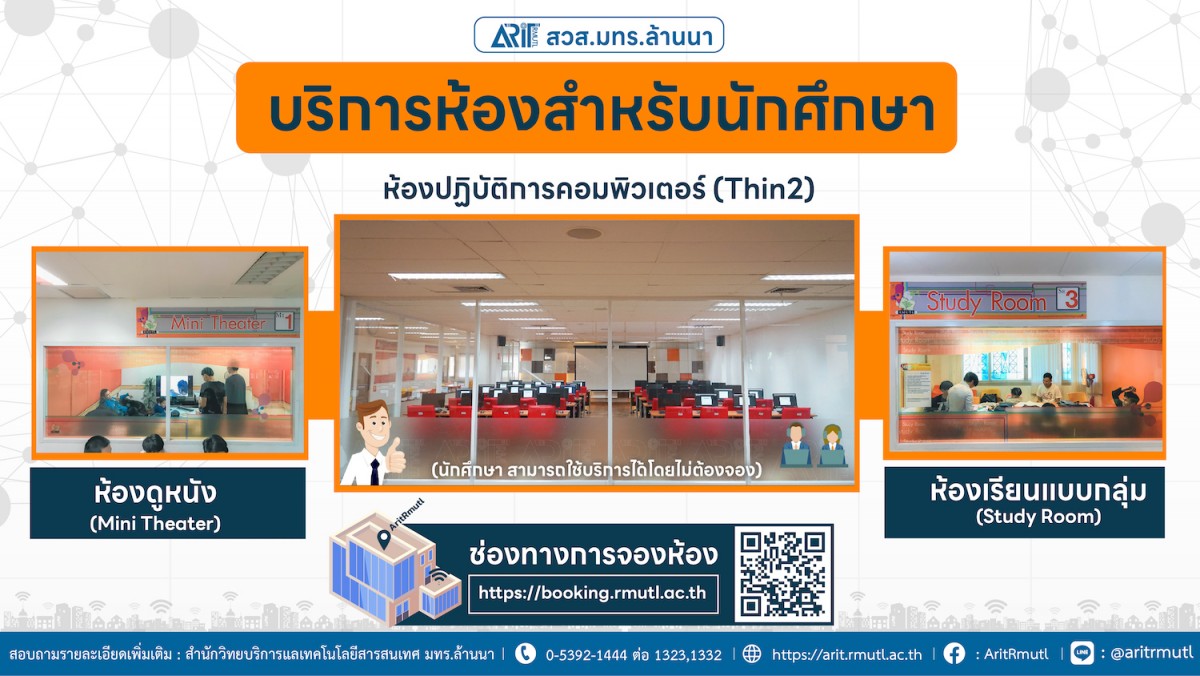 ARIT RMUTL สวส.มทร.ล้านนา
บริการห้องสำหรับนักศึกษา
ห้องปฏิบัติการคอมพิวเตอร์ (Thin2)
Mini Theater 1
Study Room 3
(นักศึกษา สามารถใช้บริการได้โดยไม่ต้องจอง)
ห้องดูหนัง
(Mini Theater)
ห้องเรียนแบบกลุ่ม
(Study Room)
AritRmutl
ช่องทางการจองห้อง
https://booking.rmutl.ac.th
สอบถามรายละเอียดเพิ่มเติม : สำนักวิทยบริการแลเทคโนโลยีสารสนเทศ มทร.ล้านนา | 0-5392-1444 ต่อ 1323,1332 | https://arit.rmutl.ac.th | : AritRmutl | LINE : @aritrmutl